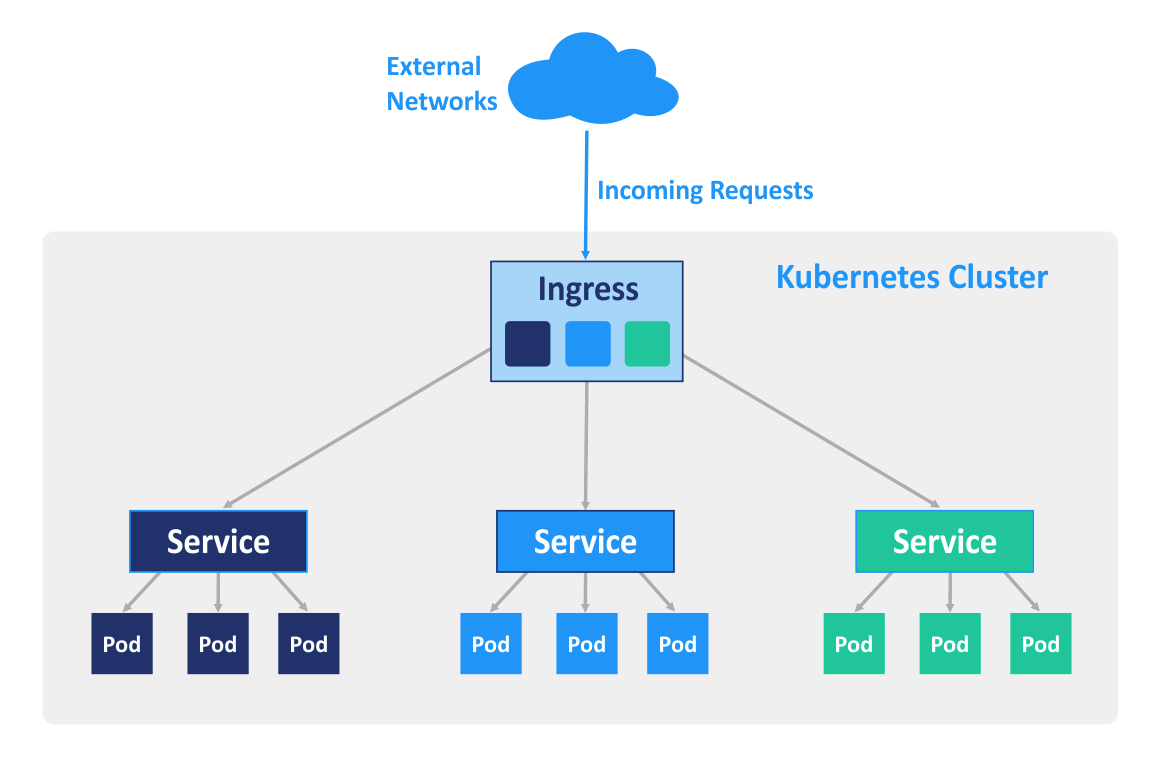 External
Networks
Incoming Requests
Kubernetes Cluster
Ingress
Service
Service
Service
Pod
Pod
Pod
Pod
Pod
Pod
Pod
Pod
Pod